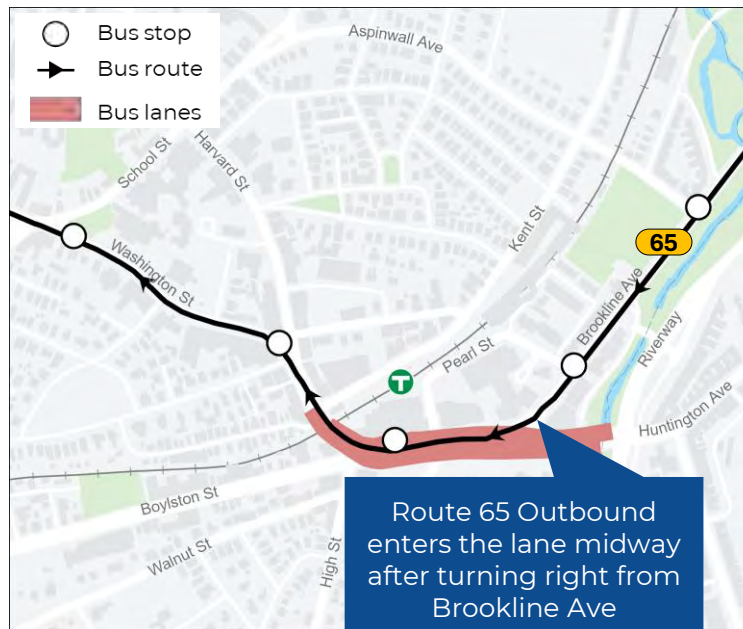 Bus stop
Bus route
Bus lanes
Aspinwall Ave
School St
Harvard St
Kent St
65
Washington St
Brookline Ave
Riverway
Pearl St
T
Huntington Ave
Boylston St
Walnut St
High St
Route 65 Outbound
enters the lane midway
after turning right from
Brookline Ave